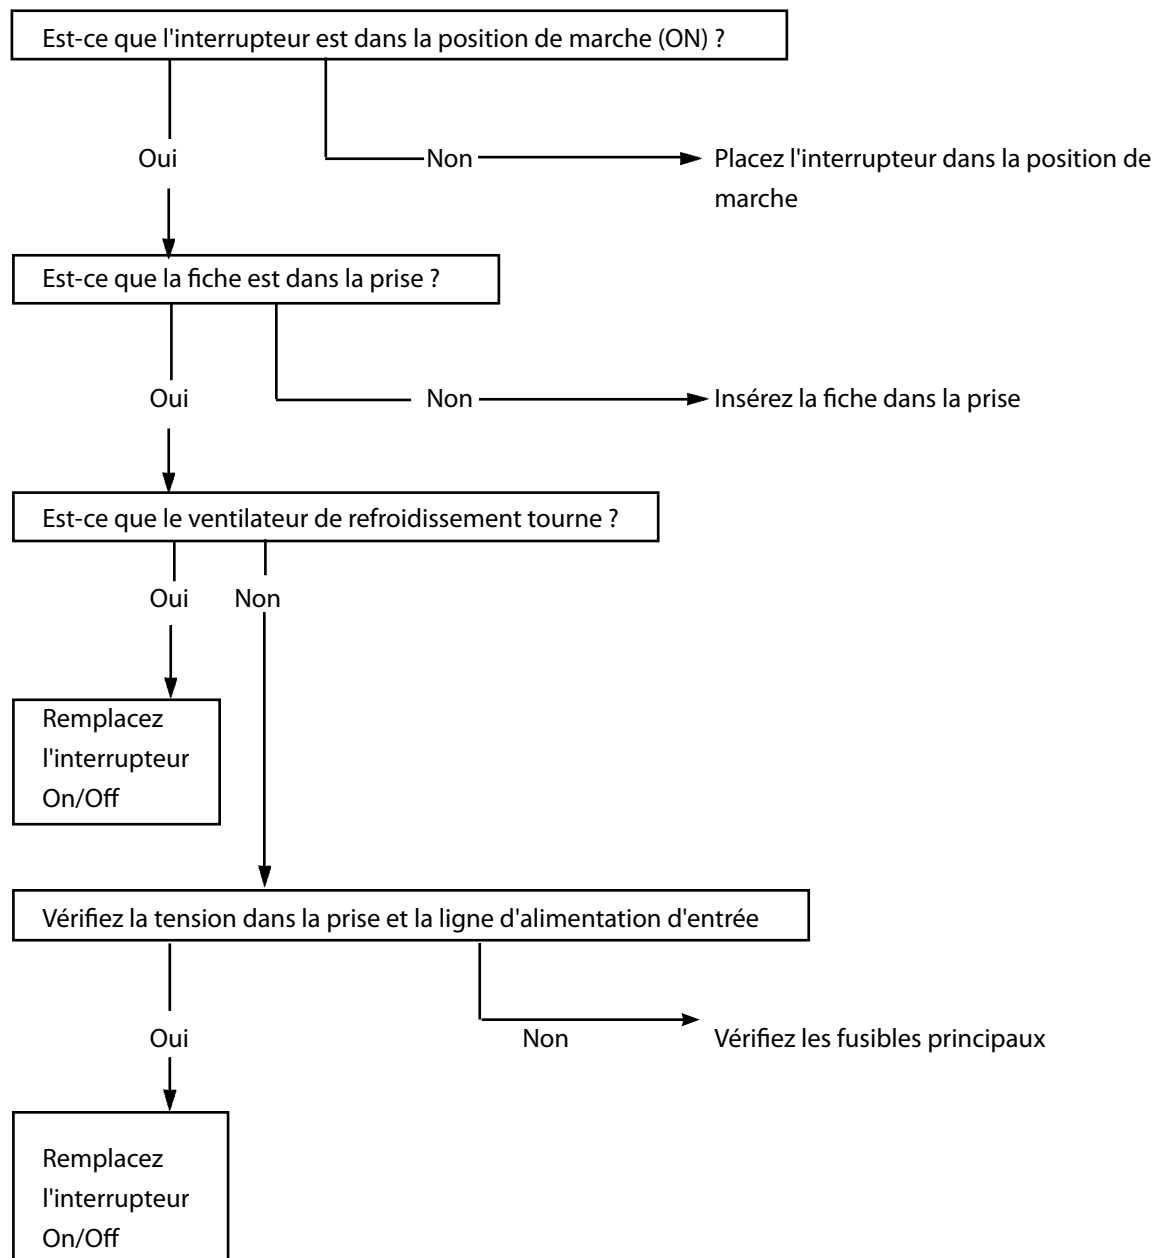 Est-ce que l'interrupteur est dans la position de marche (ON) ?
Oui
Non
Placez l'interrupteur dans la position de
marche
Est-ce que la fiche est dans la prise ?
Oui
Non
Insérez la fiche dans la prise
Est-ce que le ventilateur de refroidissement tourne ?
Oui
Non
Remplacez
l'interrupteur
On/Off
Vérifiez la tension dans la prise et la ligne d'alimentation d'entrée
Oui
Non
Vérifiez les fusibles principaux
Remplacez
l'interrupteur
On/Off